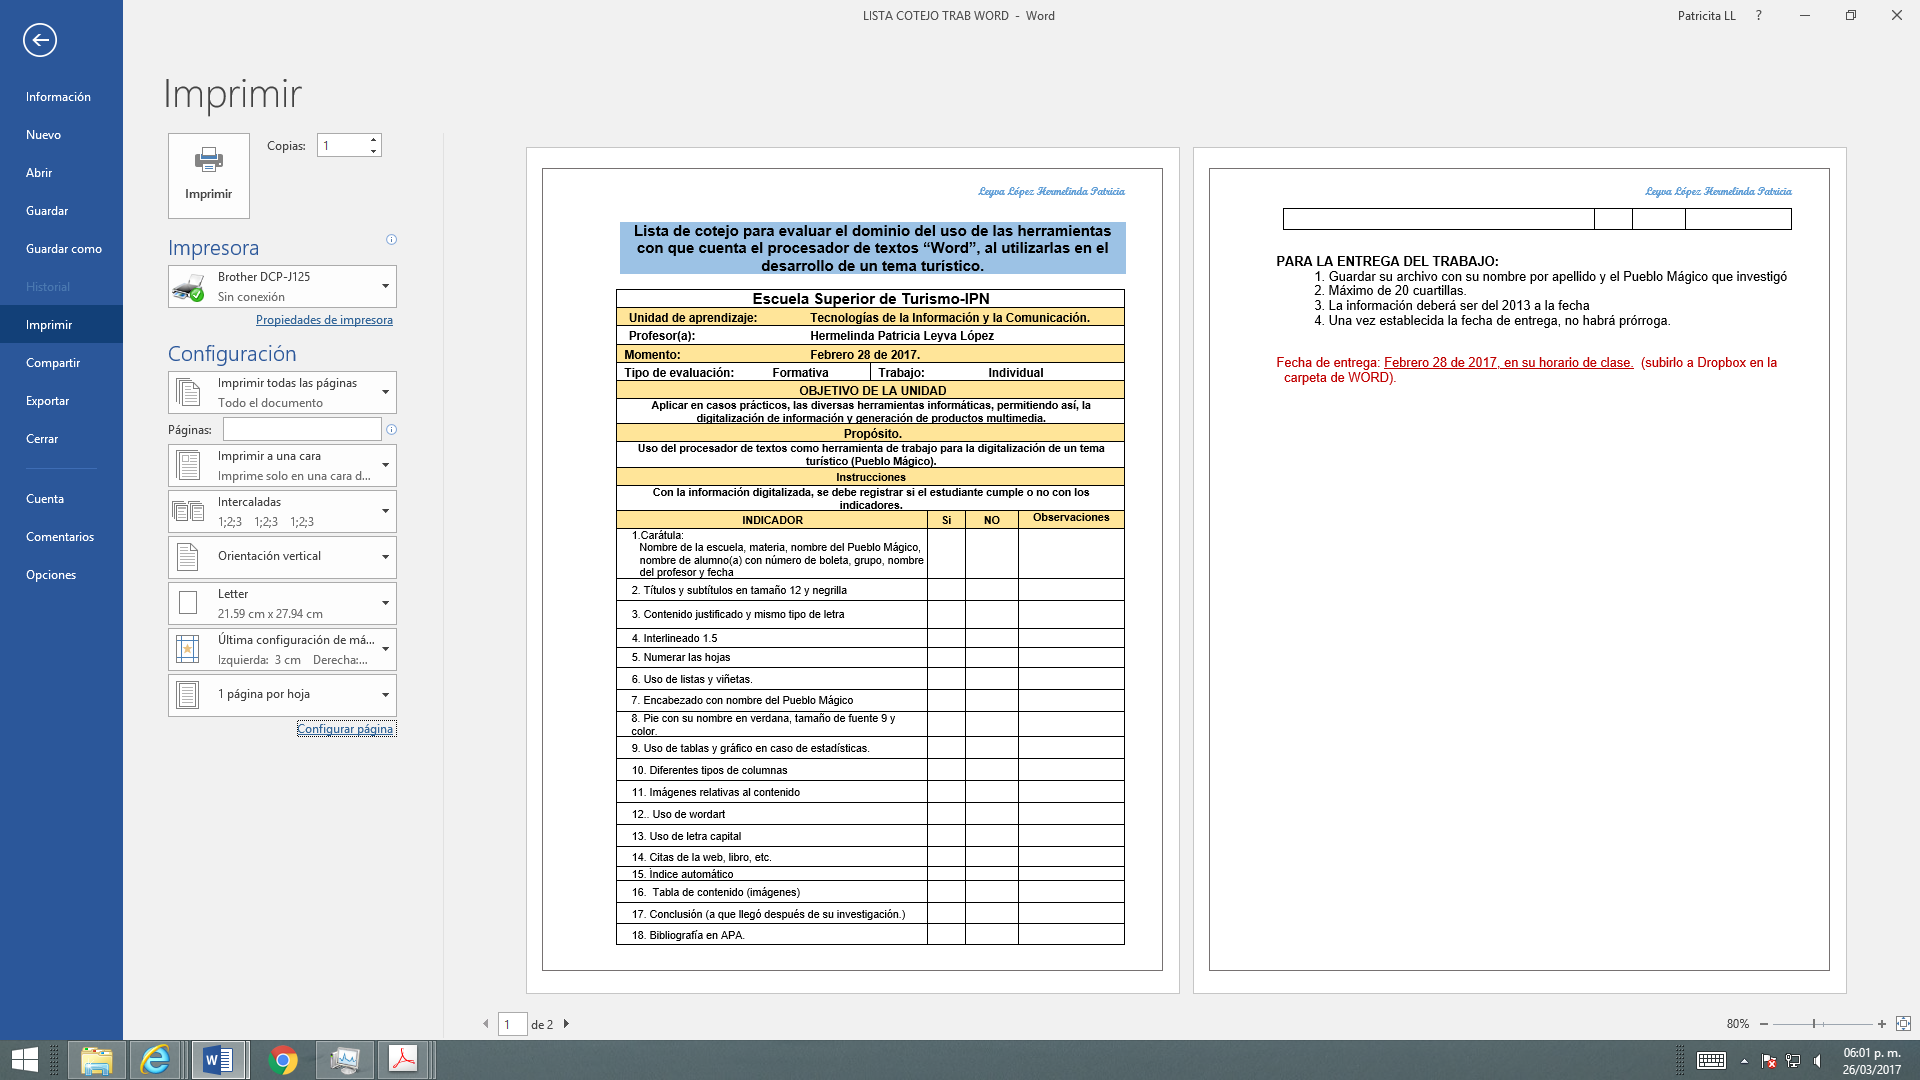 LISTA COTEJO TRAB WORD - Word
Patricita LL
?
Información
Nuevo
Abrir
Guardar
Guardar como
Historial
Imprimir
Compartir
Exportar
Cerrar
Cuenta
Comentarios
Opciones
Imprimir
Imprimir
Copias: 1
Impresora
Brother DCP-J125
Sin conexión
Propiedades de impresora
Configuración
Imprimir todas las páginas
Todo el documento
Páginas:
Imprimir a una cara
Imprime solo en una cara d...
Intercaladas
1;2;3 1;2;3 1;2;3
Orientación vertical
Letter
21.59 cm x 27.94 cm
Última configuración de má...
Izquierda: 3 cm Derecha:...
1 página por hoja
Configurar página
Leyva López Hermelinda Patricia
Lista de cotejo para evaluar el dominio del uso de las herramientas
con que cuenta el procesador de textos “Word”, al utilizarlas en el
desarrollo de un tema turístico.
Escuela Superior de Turismo-IPN
Unidad de aprendizaje: Tecnologías de la Información y la Comunicación.
Profesor(a): Hermelinda Patricia Leyva López
Momento: Febrero 28 de 2017.
Tipo de evaluación: Formativa Trabajo: Individual
OBJETIVO DE LA UNIDAD
Aplicar en casos prácticos, las diversas herramientas informáticas, permitiendo así, la
digitalización de información y generación de productos multimedia.
Propósito.
Uso del procesador de textos como herramienta de trabajo para la digitalización de un tema
turístico (Pueblo Mágico).
Instrucciones
Con la información digitalizada, se debe registrar si el estudiante cumple o no con los
indicadores.
INDICADOR Si NO Observaciones
1.Carátula:
Nombre de la escuela, materia, nombre del Pueblo Mágico,
nombre de alumno(a) con número de boleta, grupo, nombre
del profesor y fecha
2. Títulos y subtítulos en tamaño 12 y negrilla
3. Contenido justificado y mismo tipo de letra
4. Interlineado 1.5
5. Numerar las hojas
6. Uso de listas y viñetas.
7. Encabezado con nombre del Pueblo Mágico
8. Pie con su nombre en verdana, tamaño de fuente 9 y
color.
9. Uso de tablas y gráfico en caso de estadísticas.
10. Diferentes tipos de columnas
11. Imágenes relativas al contenido
12.. Uso de wordart
13. Uso de letra capital
14. Citas de la web, libro, etc.
15. Índice automático
16. Tabla de contenido (imágenes)
17. Conclusión (a que llegó después de su investigación.)
18. Bibliografía en APA.
Leyva López Hermelinda Patricia
PARA LA ENTREGA DEL TRABAJO:
1. Guardar su archivo con su nombre por apellido y el Pueblo Mágico que investigó
2. Máximo de 20 cuartillas.
3. La información deberá ser del 2013 a la fecha
4. Una vez establecida la fecha de entrega, no habrá prórroga.
Fecha de entrega: Febrero 28 de 2017, en su horario de clase. (subirlo a Dropbox en la
carpeta de WORD).
1 de 2
80%
06:01 p. m.
26/03/2017